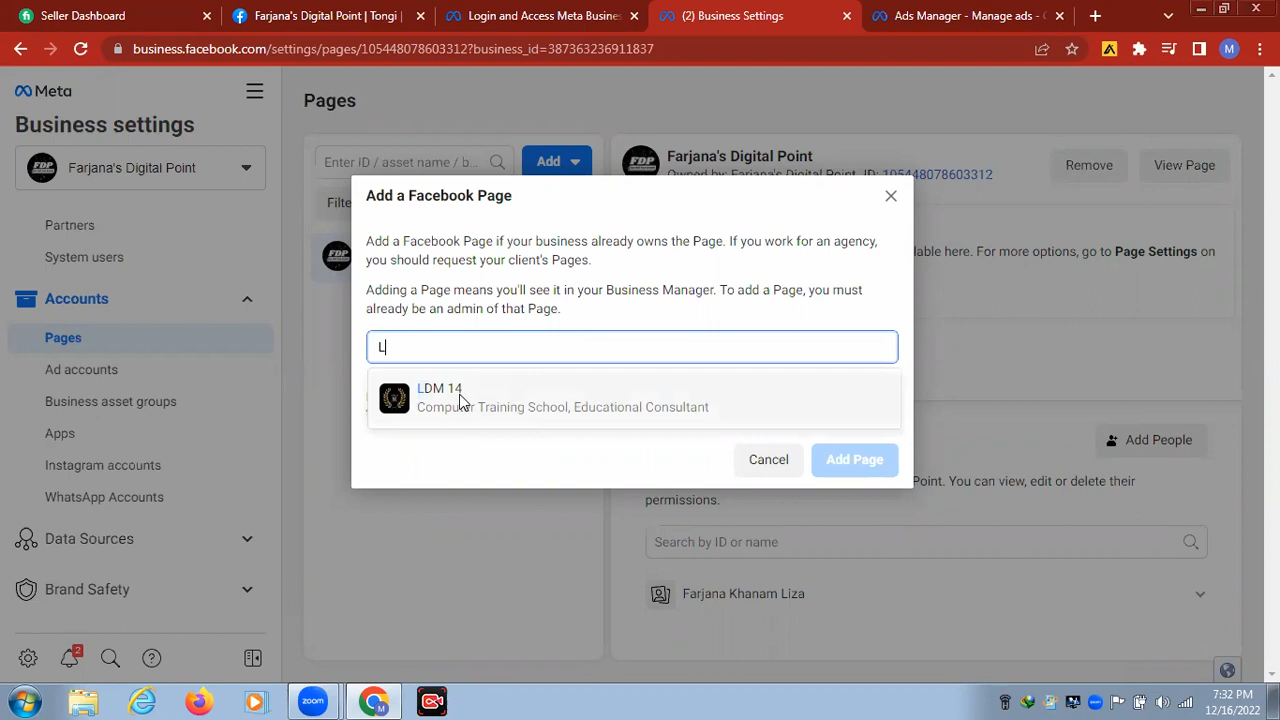 Seller Dashboard
Farjana's Digital Point | Tongi |
Login and Access Meta Busine
(2) Business Settings
Ads Manager - Manage ads - C
business.facebook.com/settings/pages/105448078603312?business_id=387363236911837
M
Meta
Business settings
FDP
Farjana's Digital Point
Partners
System users
Accounts
Pages
Ad accounts
Business asset groups
Apps
Instagram accounts
WhatsApp Accounts
Data Sources
Brand Safety
2
Pages
Enter ID / asset name / b...
Add
Filte
FDP
FDP
Farjana's Digital Point
Owned by: Farjana's Digital Point, ID: 105448078603312
Remove
View Page
lable here. For more options, go to Page Settings on
Add People
Point. You can view, edit or delete their
permissions.
Search by ID or name
Farjana Khanam Liza
Add a Facebook Page
Add a Facebook Page if your business already owns the Page. If you work for an agency,
you should request your client's Pages.
Adding a Page means you'll see it in your Business Manager. To add a Page, you must
already be an admin of that Page.
L
LDM 14
Computer Training School, Educational Consultant
Cancel
Add Page
zoom
M
7:32 PM
12/16/2022